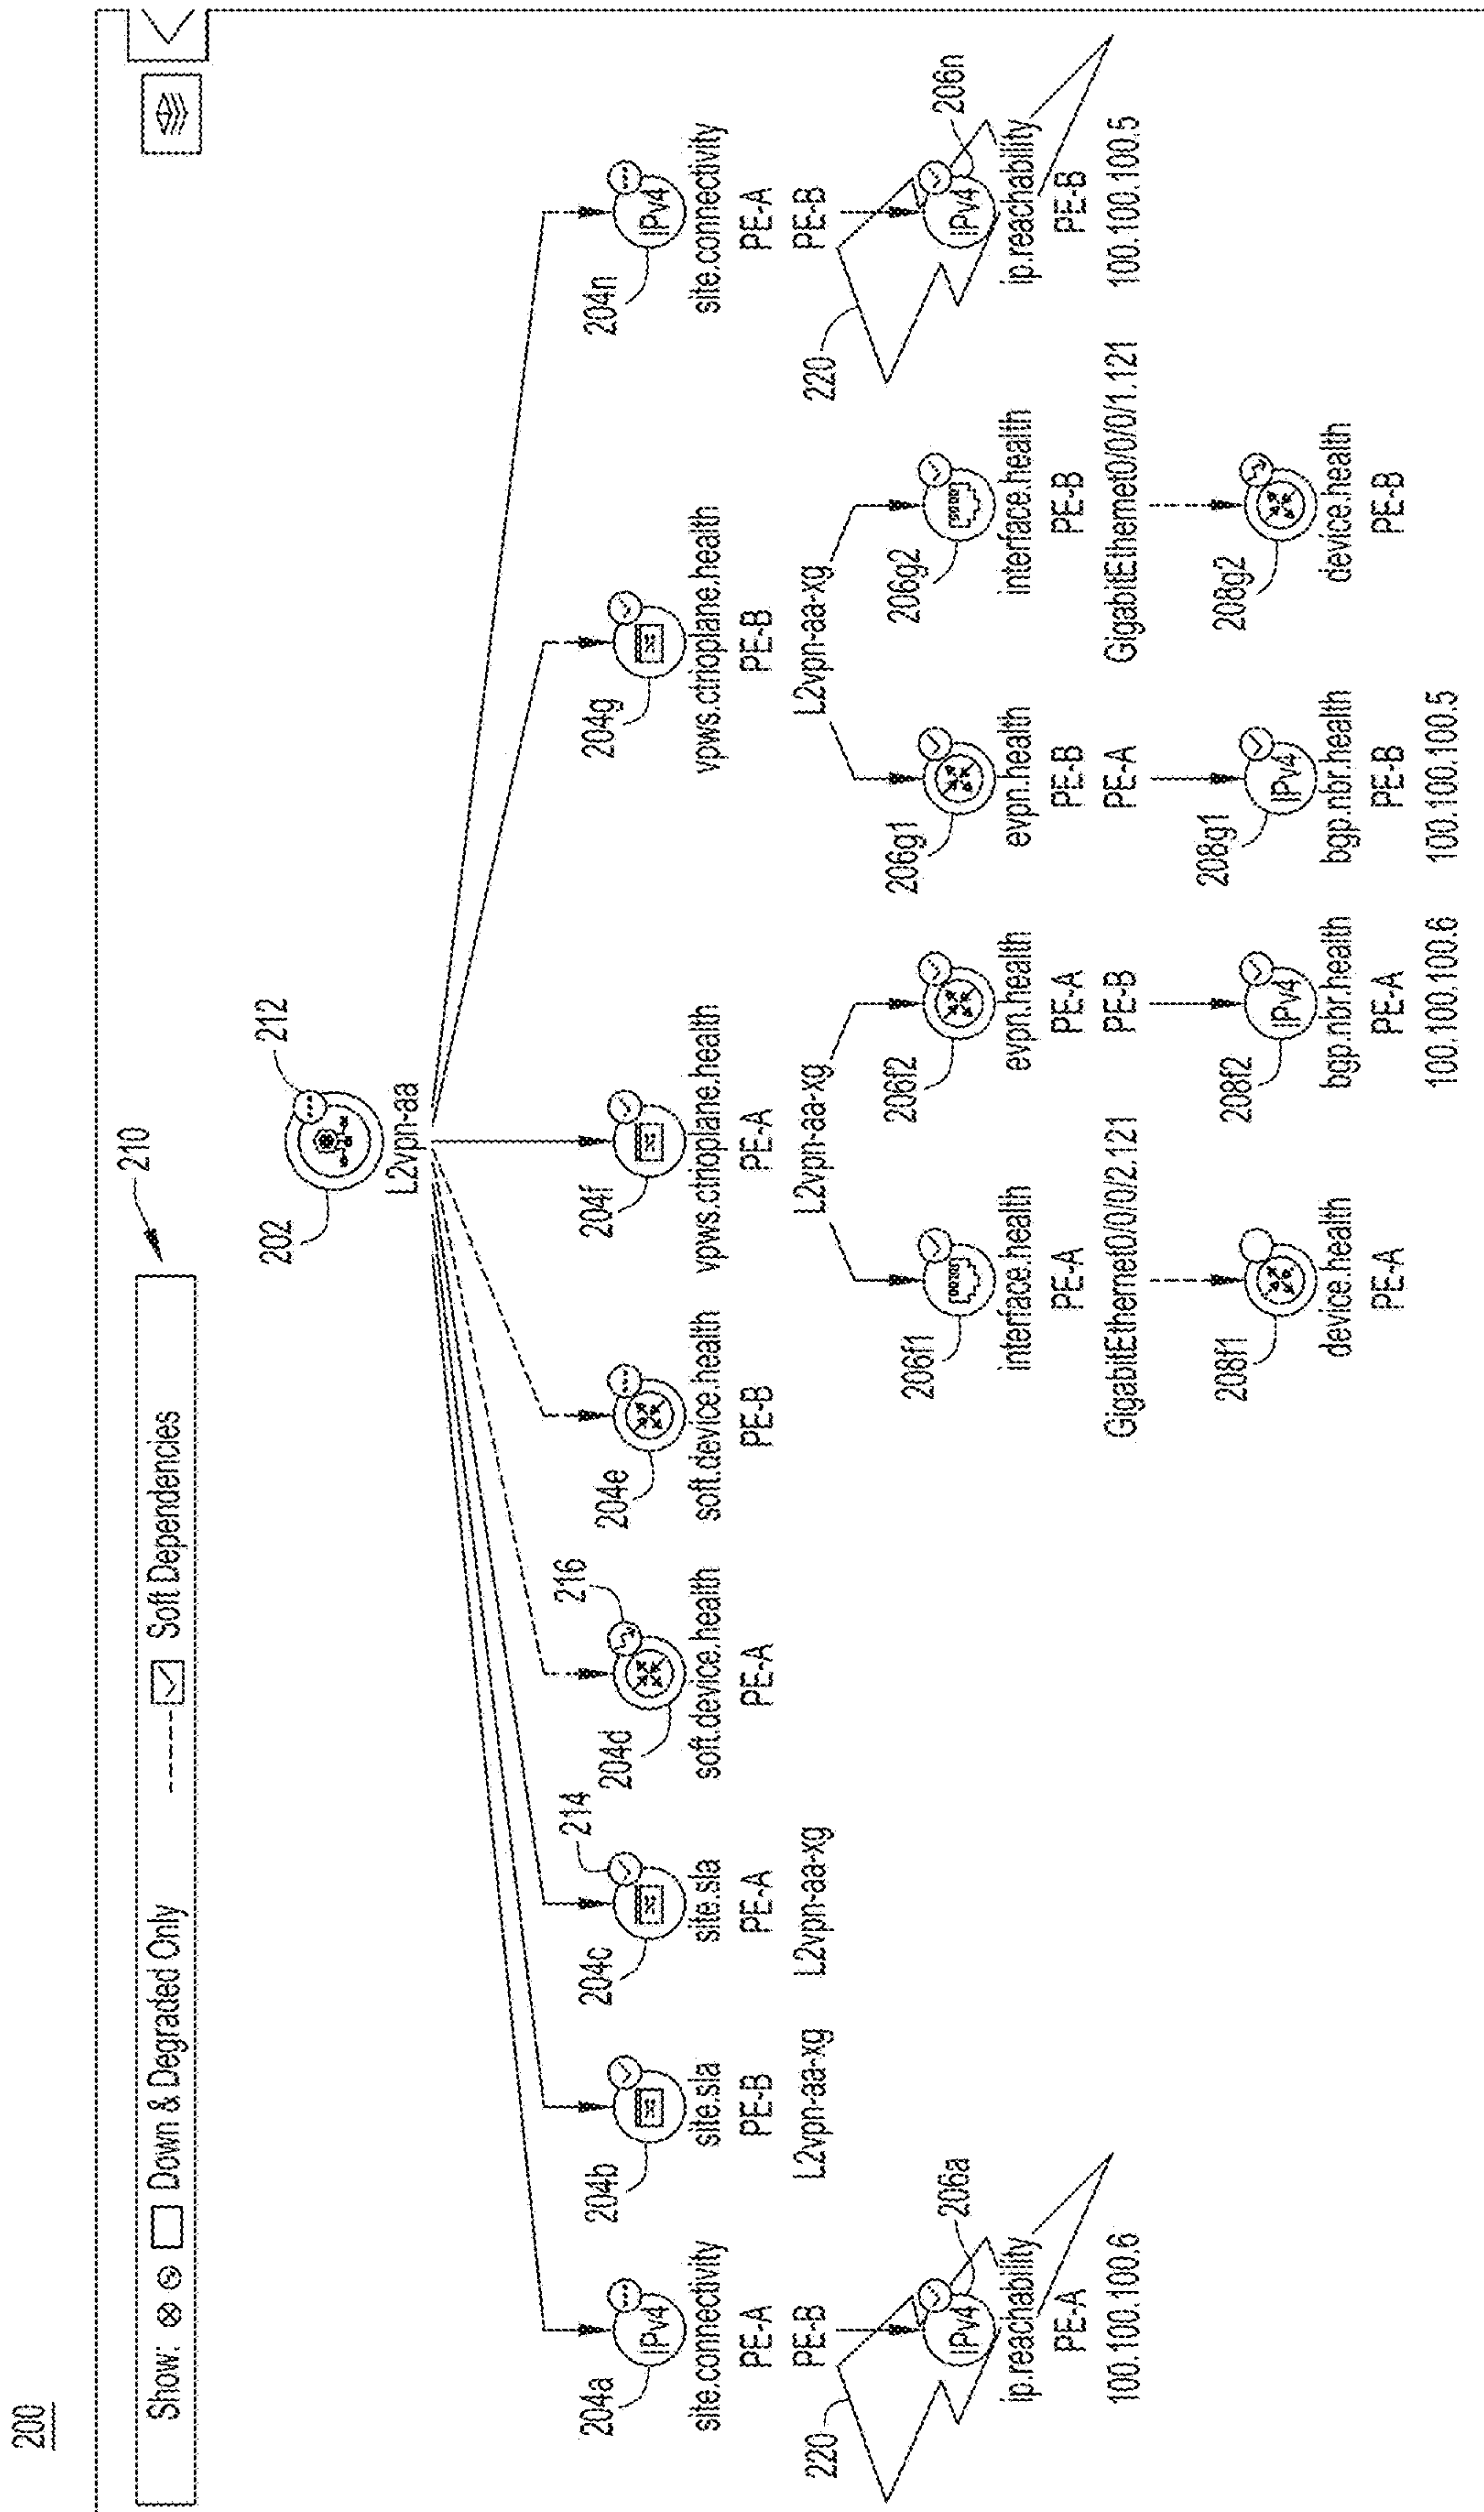 200
Show: Down & Degraded Only Soft Dependencies
210
202
212
L2vpn-aa
204a
IPv4
site.connectivity
PE-A
PE-B
204b
site.sla
PE-B
L2vpn-aa-xg
204c
214
site.sla
PE-A
L2vpn-aa-xg
204d
216
soft.device.health
PE-A
204e
soft.device.health
PE-B
204f
vpws.ctrloplane.health
PE-A
L2vpn-aa-xg
204g
vpws.ctrloplane.health
PE-B
L2vpn-aa-xg
204n
IPv4
site.connectivity
PE-A
PE-B
220
206a
IPv4
ip.reachability
PE-A
100.100.100.6
206f1
interface.health
PE-A
GigabitEthernet0/0/0/2.121
206f2
evpn.health
PE-A
PE-B
206g1
evpn.health
PE-B
PE-A
206g2
interface.health
PE-B
GigabitEthernet0/0/0/1.121
220
206n
IPv4
ip.reachability
PE-B
100.100.100.5
208f1
device.health
PE-A
208f2
IPv4
bgp.nbr.health
PE-A
100.100.100.6
208g1
IPv4
bgp.nbr.health
PE-B
100.100.100.5
208g2
device.health
PE-B